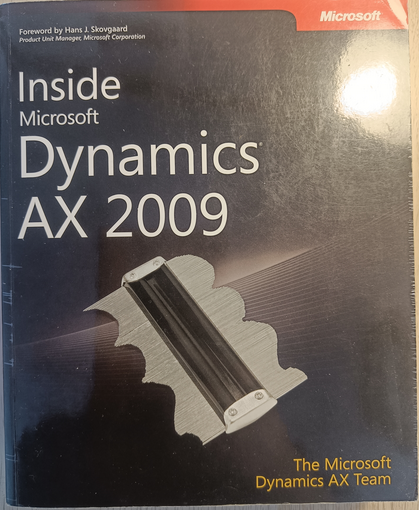 Foreword by Hans J. Skovgaard
Product Unit Manager, Microsoft Corporation
Microsoft
Inside
Microsoft
Dynamics®
AX 2009
The Microsoft
Dynamics AX Team